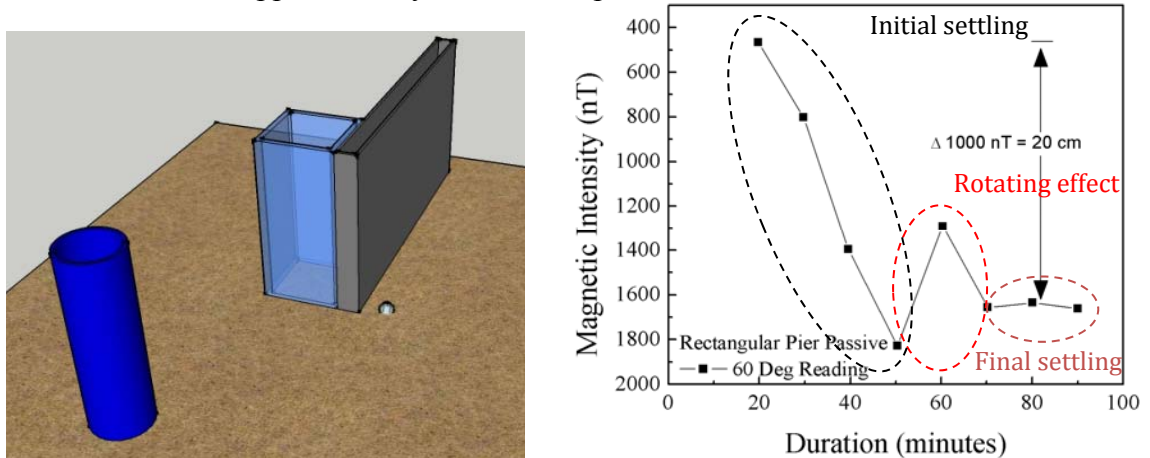 400
600
800
1000
1200
1400
1600
1800
2000
Magnetic Intensity (nT)
Initial settling
Δ 1000 nT = 20 cm
Rotating effect
Rectangular Pier Passive
60 Deg Reading
Final settling
0 20 40 60 80 100
Duration (minutes)